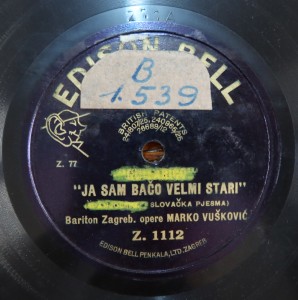 EDISON BELL
B
1.539
BRITISH PATENTS
Z. 77
"JA SAM BAČO VELMI STARI"
SLOVAČKA PJESMA)
Bariton Zagreb. opere MARKO VUŠKOVIĆ
Z. 1112
EDISON BELL PENKALA, LTD. ZAGREB